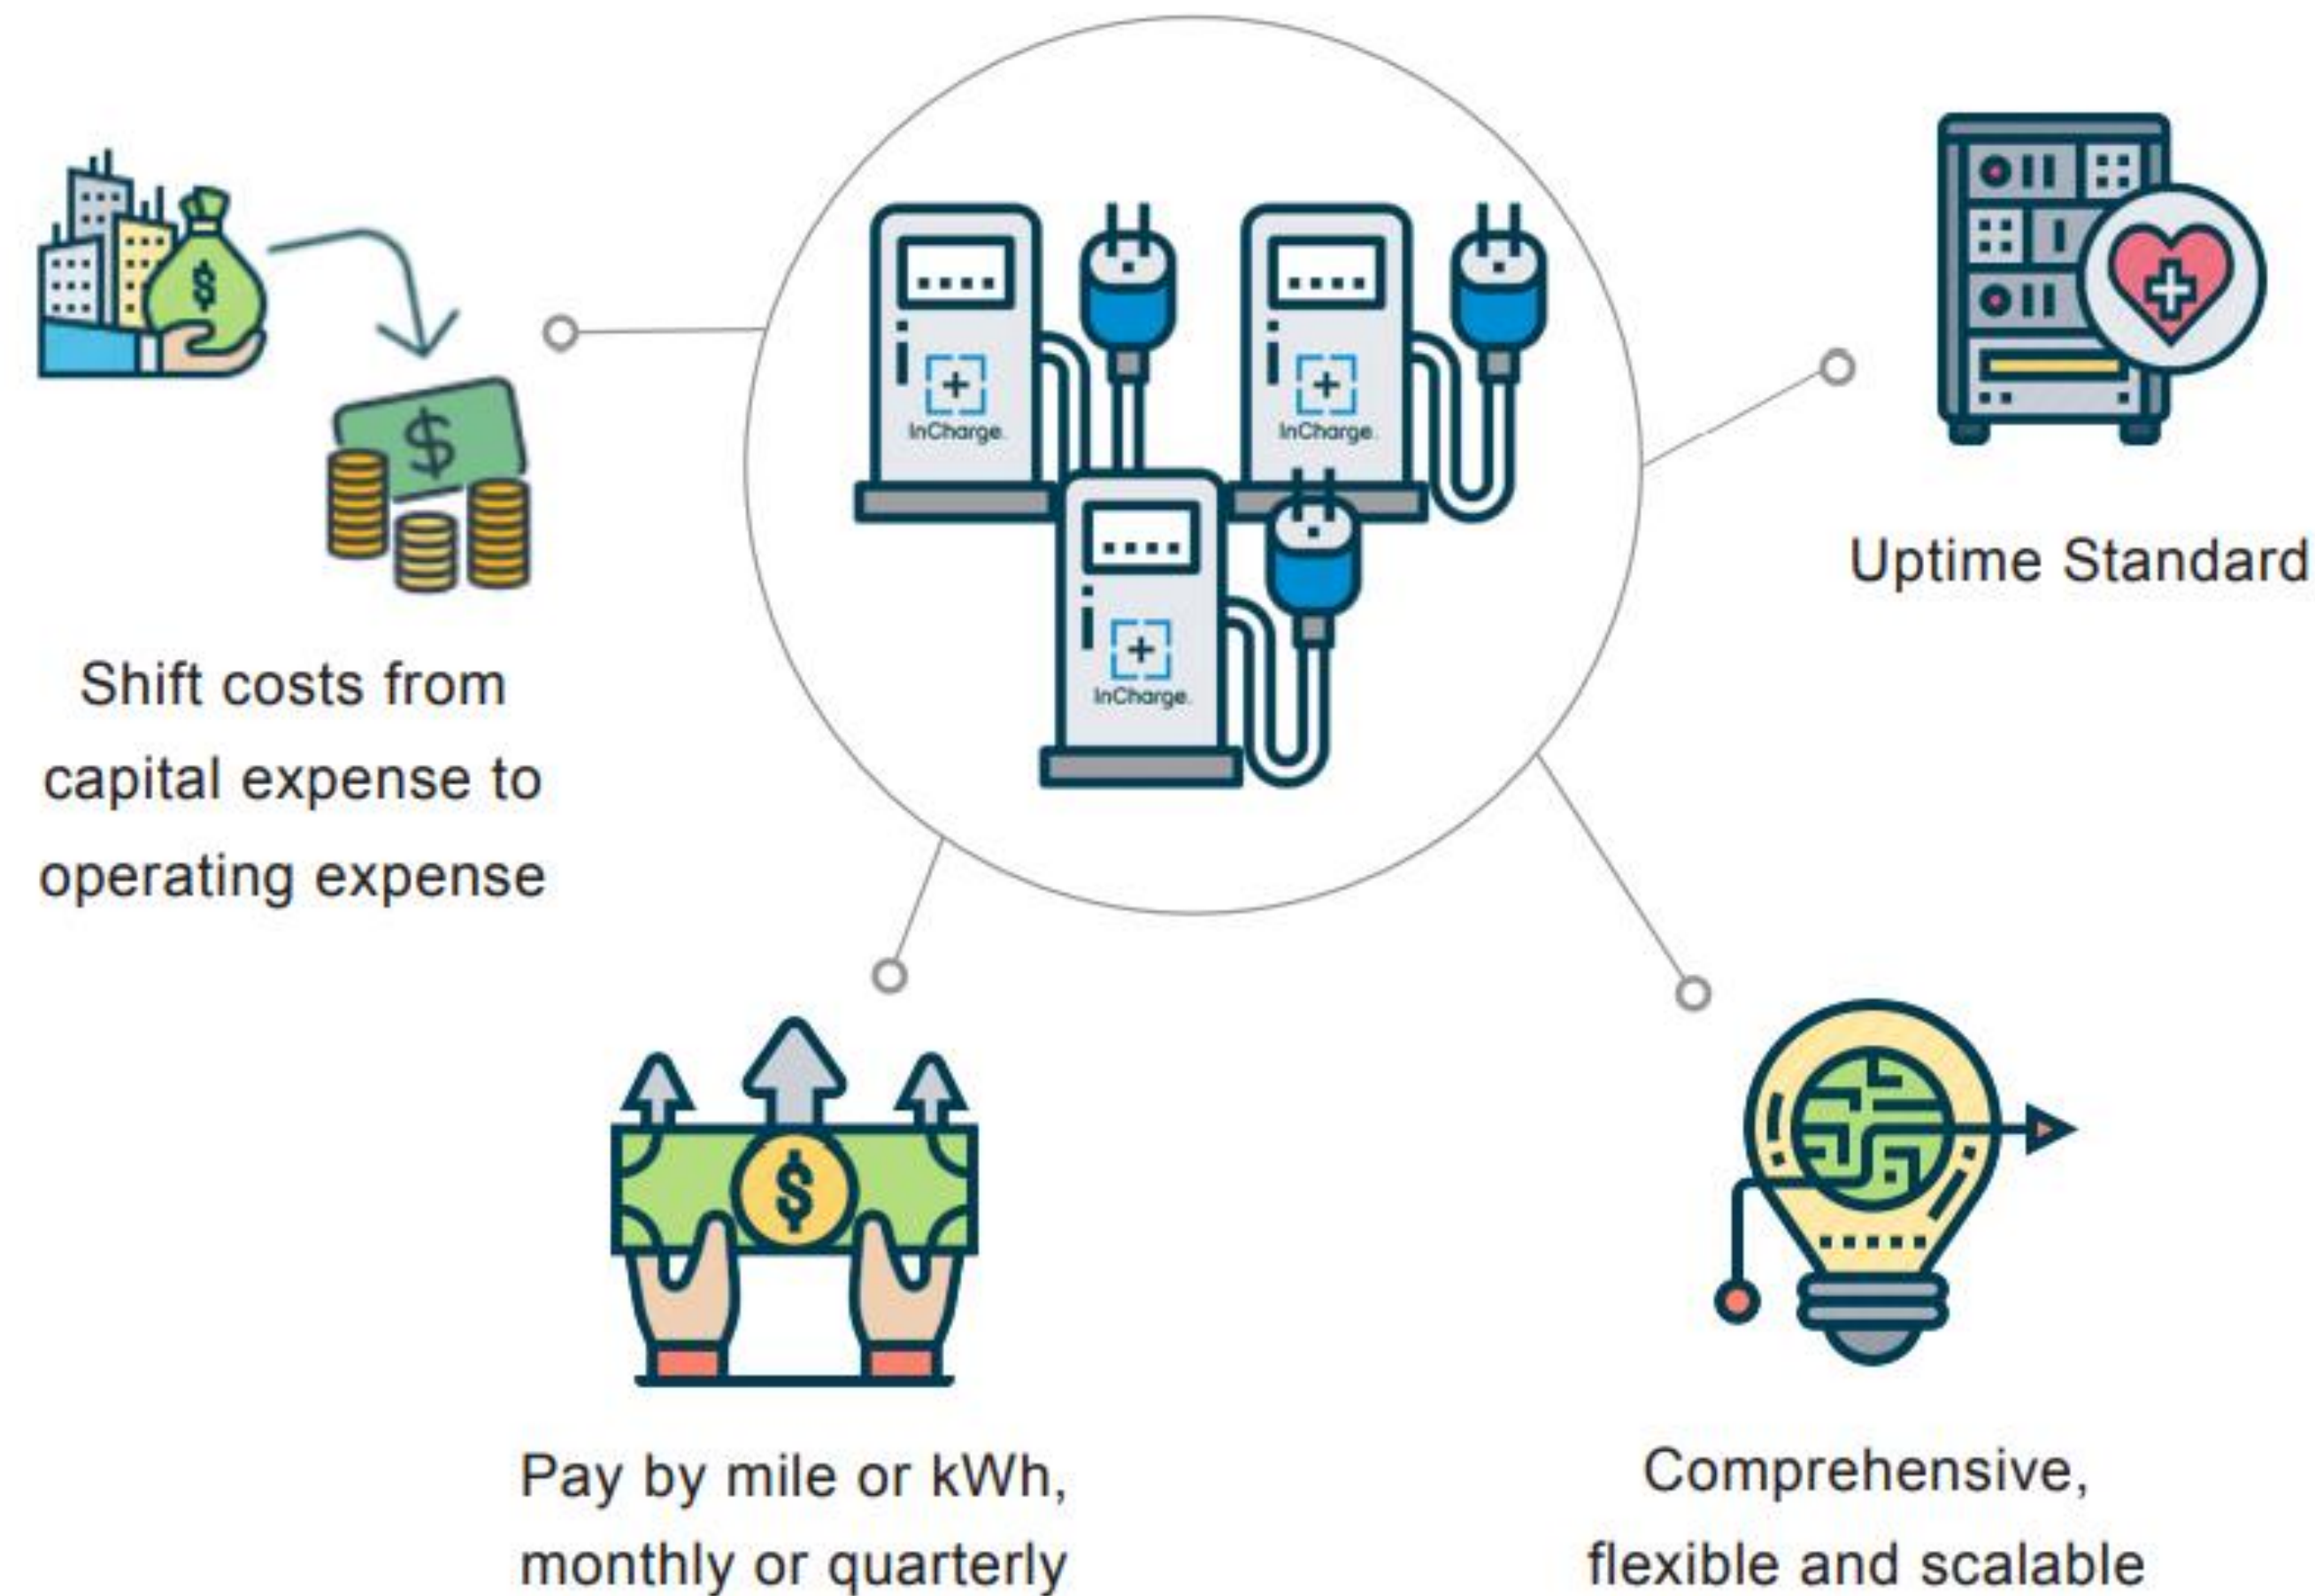 InCharge.
InCharge.
InCharge.
$
$
Shift costs from
capital expense to
operating expense
Uptime Standard
$
Pay by mile or kWh,
monthly or quarterly
Comprehensive,
flexible and scalable